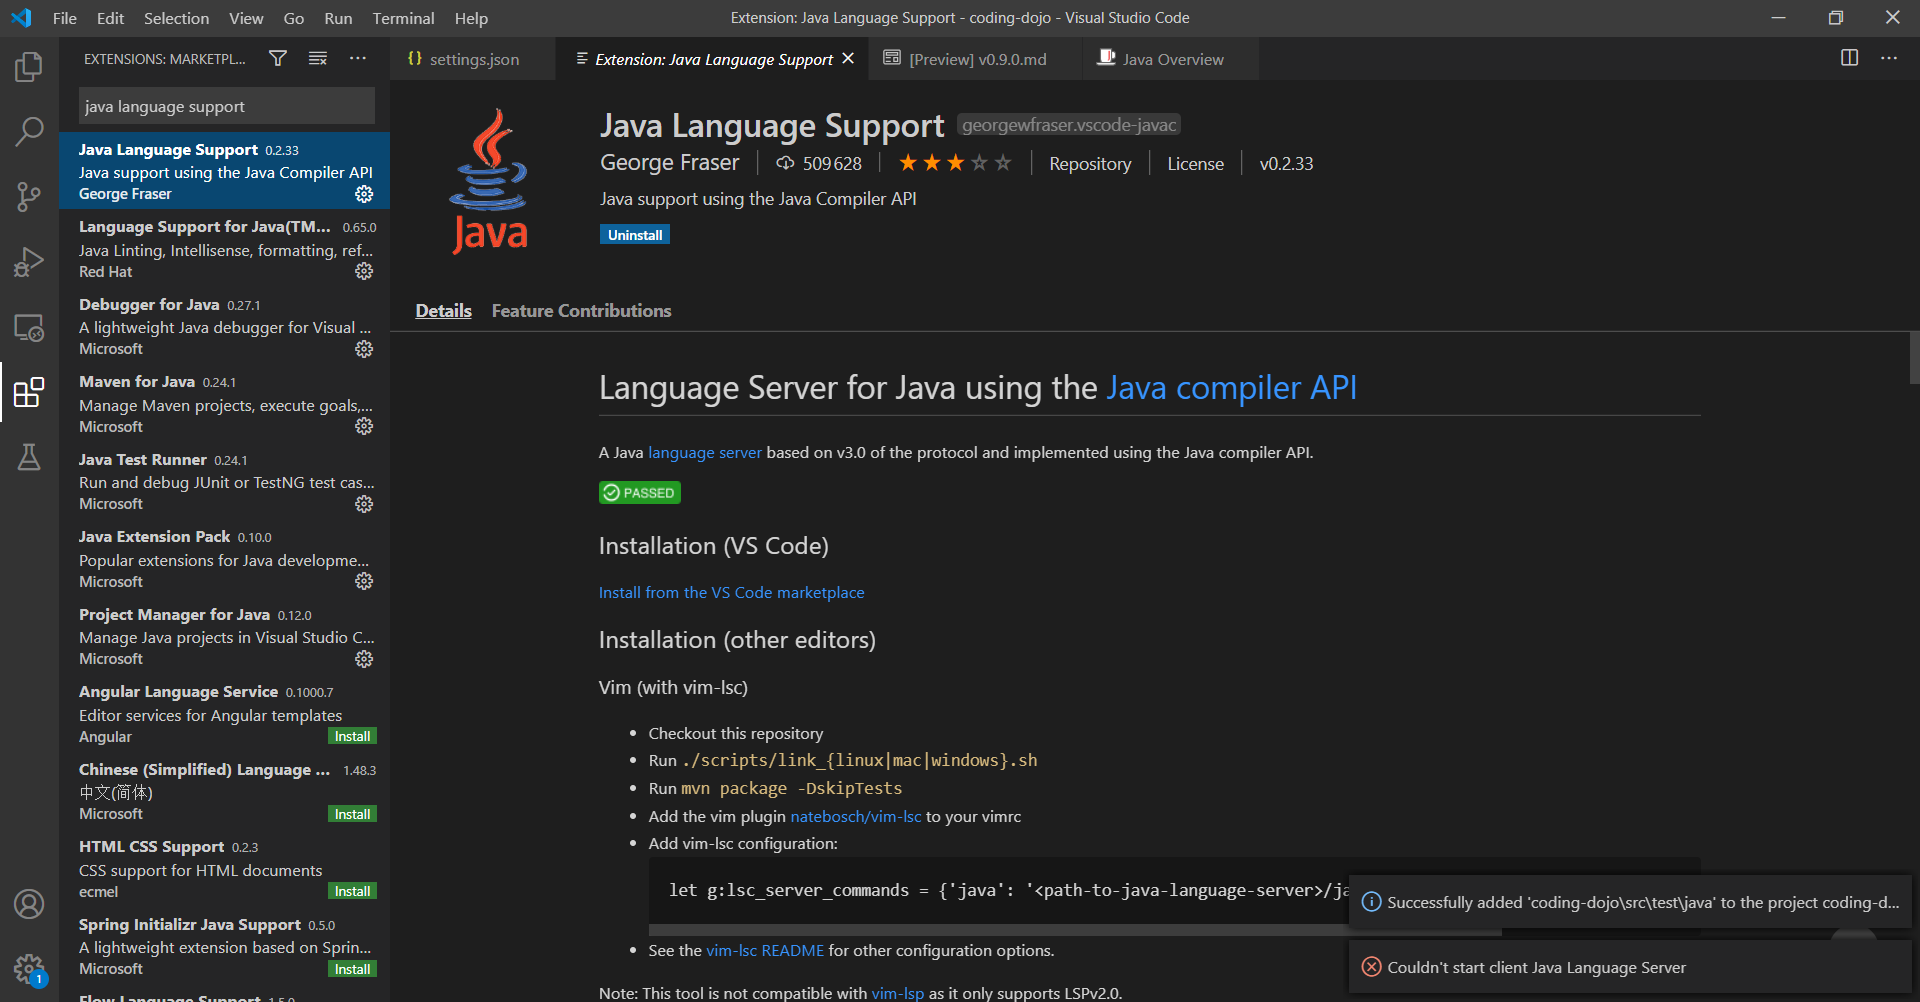 File Edit Selection View Go Run Terminal Help
Extension: Java Language Support - coding-dojo - Visual Studio Code
EXTENSIONS: MARKETPL...
java language support
Java Language Support 0.2.33
Java support using the Java Compiler API
George Fraser
Language Support for Java(TM... 0.65.0
Java Linting, Intellisense, formatting, ref...
Red Hat
Debugger for Java 0.27.1
A lightweight Java debugger for Visual ...
Microsoft
Maven for Java 0.24.1
Manage Maven projects, execute goals,...
Microsoft
Java Test Runner 0.24.1
Run and debug JUnit or TestNG test cas...
Microsoft
Java Extension Pack 0.10.0
Popular extensions for Java developme...
Microsoft
Project Manager for Java 0.12.0
Manage Java projects in Visual Studio C...
Microsoft
Angular Language Service 0.1000.7
Editor services for Angular templates
Angular Install
Chinese (Simplified) Language ... 1.48.3
中文(简体)
Microsoft Install
HTML CSS Support 0.2.3
CSS support for HTML documents
ecmel Install
Spring Initializr Java Support 0.5.0
A lightweight extension based on Sprin...
Microsoft Install
Flow Language Support 1.5.0
1
settings.json
Extension: Java Language Support
[Preview] v0.9.0.md
Java Overview
Java
Java Language Support georgewfraser.vscode-javac
George Fraser 509628 Repository License v0.2.33
Java support using the Java Compiler API
Uninstall
Details Feature Contributions
Language Server for Java using the Java compiler API
A Java language server based on v3.0 of the protocol and implemented using the Java compiler API.
PASSED
Installation (VS Code)
Install from the VS Code marketplace
Installation (other editors)
Vim (with vim-lsc)
• Checkout this repository
• Run ./scripts/link_{linux|mac|windows}.sh
• Run mvn package -DskipTests
• Add the vim plugin natebosch/vim-lsc to your vimrc
• Add vim-lsc configuration:
let g:lsc_server_commands = {'java': '<path-to-java-language-server>/ja
• See the vim-lsc README for other configuration options.
Note: This tool is not compatible with vim-lsp as it only supports LSPv2.0.
Successfully added 'coding-dojo\src\test\java' to the project coding-d...
Couldn't start client Java Language Server